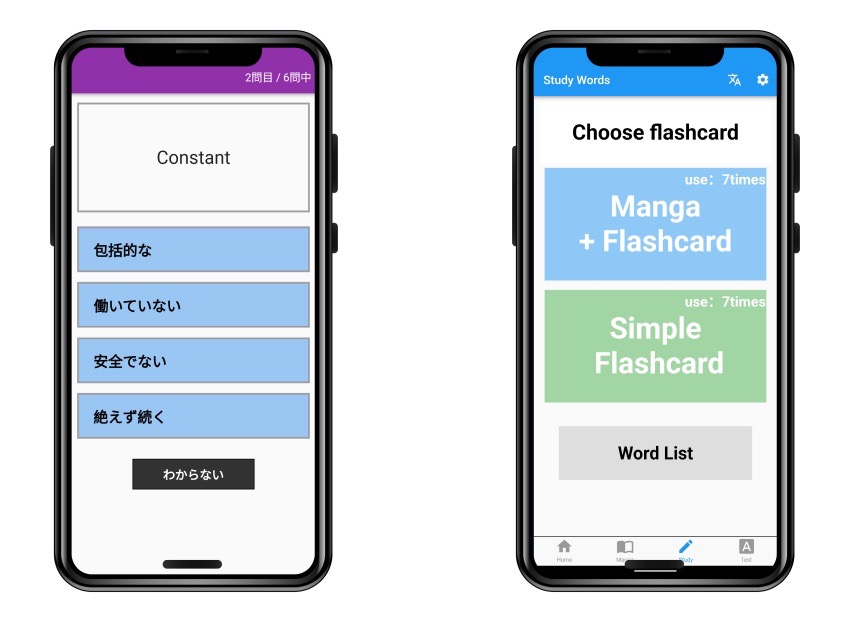 2問目 / 6問中
Constant
包括的な
働いていない
安全でない
絶えず続く
わからない
Study Words
Choose flashcard
use：7times
Manga
+ Flashcard
use：7times
Simple
Flashcard
Word List
Home
Study
Test